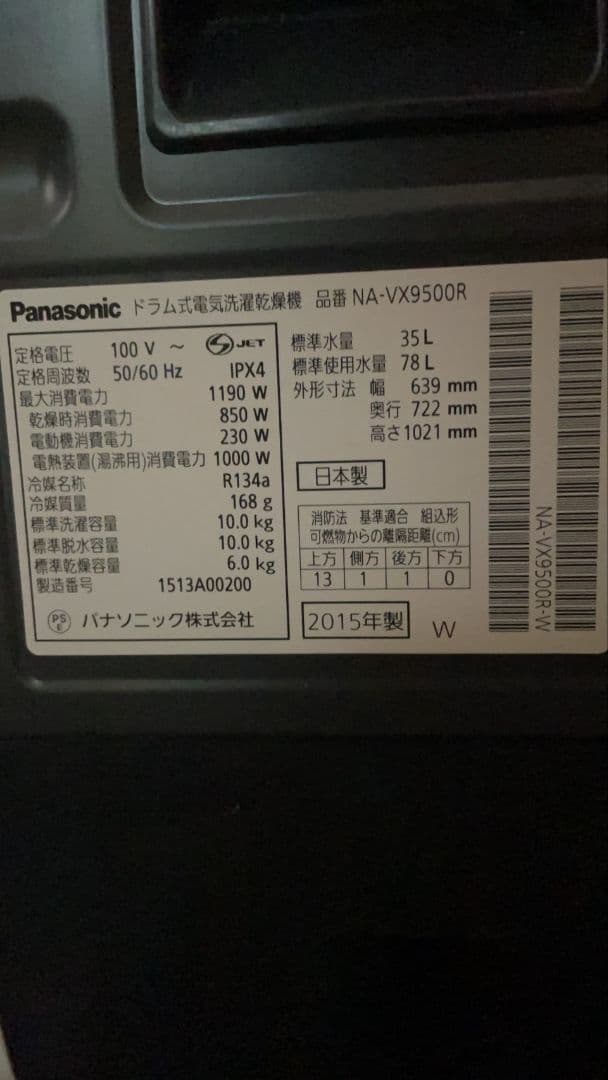 Panasonic ドラム式電気洗濯乾燥機 品番 NA-VX9500R
定格電圧 100 V ～ S JET
定格周波数 50/60 Hz IPX4
最大消費電力 1190 W
乾燥時消費電力 850 W
電動機消費電力 230 W
電熱装置(湯沸用)消費電力 1000 W
冷媒名称 R134a
冷媒質量 168 g
標準洗濯容量 10.0 kg
標準脱水容量 10.0 kg
標準乾燥容量 6.0 kg
製造番号 1513A00200
PS E パナソニック株式会社
標準水量 35 L
標準使用水量 78 L
外形寸法 幅 639 mm
奥行 722 mm
高さ1021 mm
日本製
消防法 基準適合 組込形
可燃物からの離隔距離(cm)
上方 側方 後方 下方
13 1 1 0
2015年製 W
NA-VX9500R-W